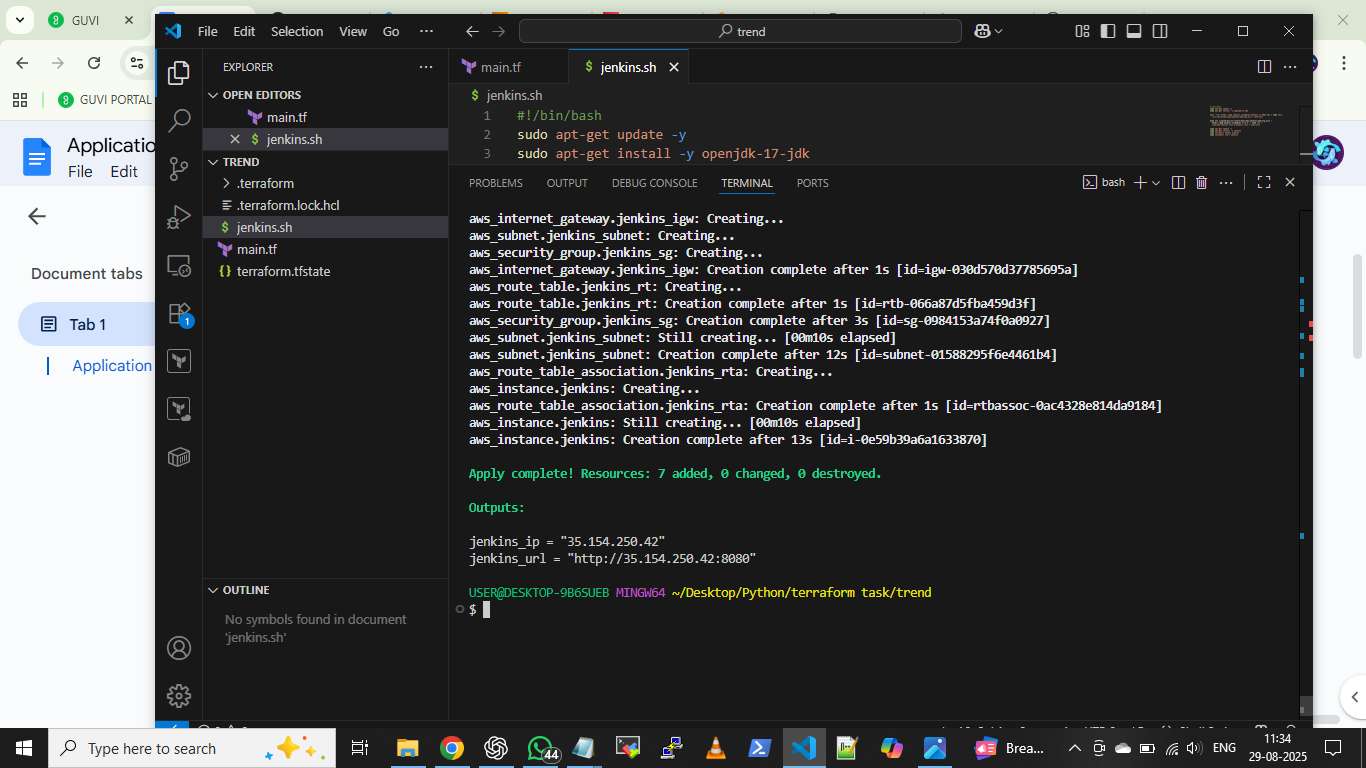 GUVI
File Edit Selection View Go ···
trend
GUVI PORTAL
Applicatio
File Edit
Document tabs
Tab 1
Application
EXPLORER
OPEN EDITORS
main.tf
jenkins.sh
TREND
.terraform
.terraform.lock.hcl
jenkins.sh
main.tf
terraform.tfstate
1
OUTLINE
No symbols found in document
'jenkins.sh'
main.tf
jenkins.sh
jenkins.sh
1 #!/bin/bash
2 sudo apt-get update -y
3 sudo apt-get install -y openjdk-17-jdk
PROBLEMS OUTPUT DEBUG CONSOLE TERMINAL PORTS
bash
aws_internet_gateway.jenkins_igw: Creating...
aws_subnet.jenkins_subnet: Creating...
aws_security_group.jenkins_sg: Creating...
aws_internet_gateway.jenkins_igw: Creation complete after 1s [id=igw-030d570d37785695a]
aws_route_table.jenkins_rt: Creating...
aws_route_table.jenkins_rt: Creation complete after 1s [id=rtb-066a87d5fba459d3f]
aws_security_group.jenkins_sg: Creation complete after 3s [id=sg-0984153a74f0a0927]
aws_subnet.jenkins_subnet: Still creating... [00m10s elapsed]
aws_subnet.jenkins_subnet: Creation complete after 12s [id=subnet-01588295f6e4461b4]
aws_route_table_association.jenkins_rta: Creating...
aws_instance.jenkins: Creating...
aws_route_table_association.jenkins_rta: Creation complete after 1s [id=rtbassoc-0ac4328e814da9184]
aws_instance.jenkins: Still creating... [00m10s elapsed]
aws_instance.jenkins: Creation complete after 13s [id=i-0e59b39a6a1633870]
Apply complete! Resources: 7 added, 0 changed, 0 destroyed.
Outputs:
jenkins_ip = "35.154.250.42"
jenkins_url = "http://35.154.250.42:8080"
USER@DESKTOP-9B6SUEB MINGW64 ~/Desktop/Python/terraform task/trend
$
Type here to search
44
Brea...
ENG
11:34
29-08-2025